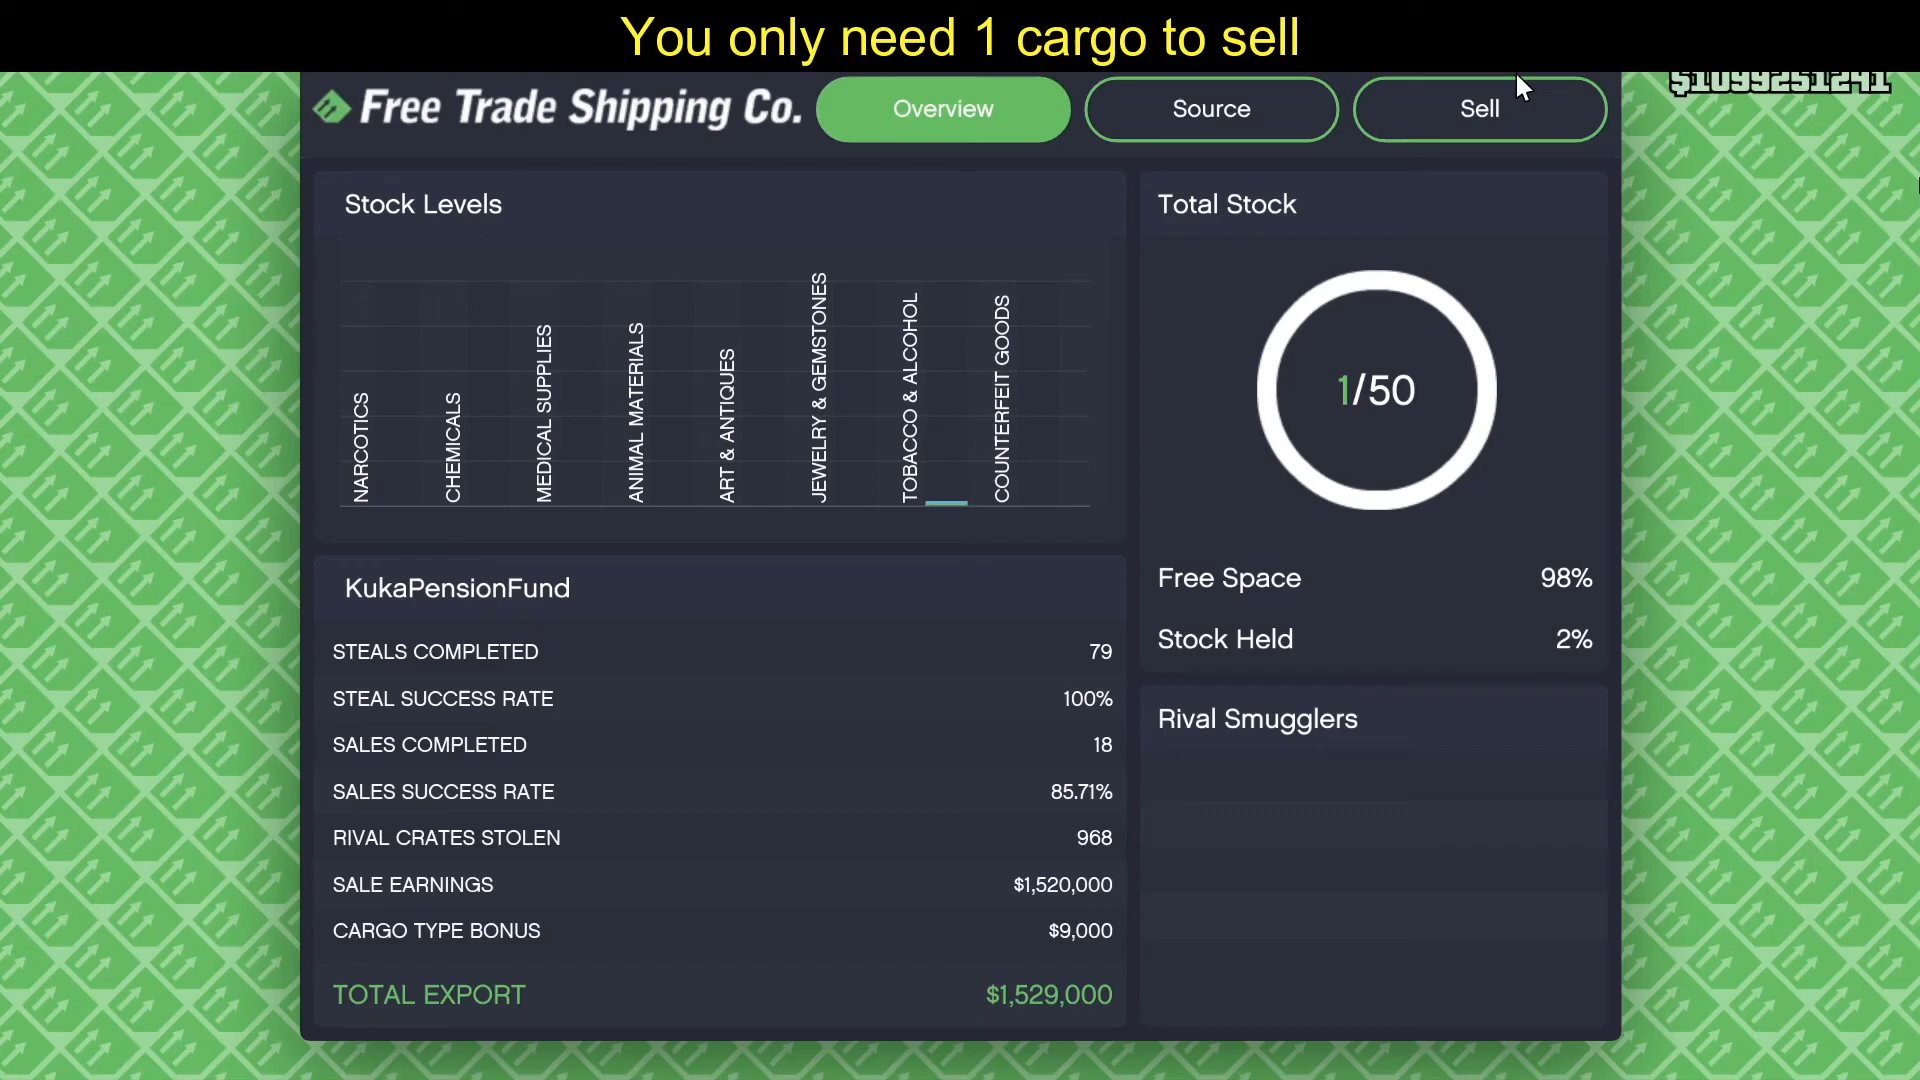 You only need 1 cargo to sell
$1099251241
Free Trade Shipping Co.
Overview
Source
Sell
Stock Levels
NARCOTICS
CHEMICALS
MEDICAL SUPPLIES
ANIMAL MATERIALS
ART & ANTIQUES
JEWELRY & GEMSTONES
TOBACCO & ALCOHOL
COUNTERFEIT GOODS
Total Stock
1/50
Free Space 98%
Stock Held 2%
KukaPensionFund
STEALS COMPLETED 79
STEAL SUCCESS RATE 100%
SALES COMPLETED 18
SALES SUCCESS RATE 85.71%
RIVAL CRATES STOLEN 968
SALE EARNINGS $1,520,000
CARGO TYPE BONUS $9,000
TOTAL EXPORT $1,529,000
Rival Smugglers